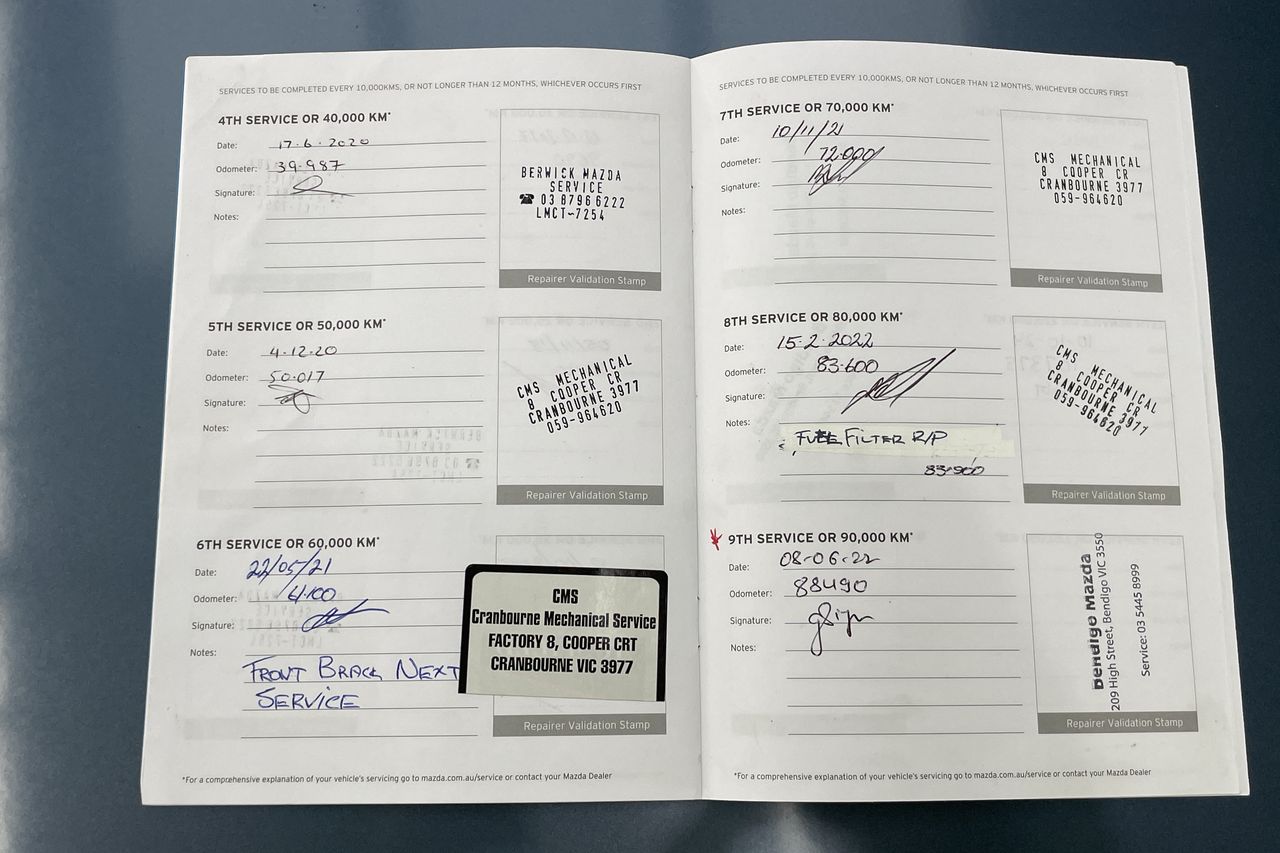 SERVICES TO BE COMPLETED EVERY 10,000KMS, OR NOT LONGER THAN 12 MONTHS, WHICHEVER OCCURS FIRST
4TH SERVICE OR 40,000 KM*
Date: 17.6.2020
Odometer: 39.987
Signature:
Notes:
BERWICK MAZDA
SERVICE
☎ 03 8796 6222
LMCT-7254
Repairer Validation Stamp
5TH SERVICE OR 50,000 KM*
Date: 4.12.20
Odometer: 50.017
Signature:
Notes:
CMS MECHANICAL
8 COOPER CR
CRANBOURNE 3977
059-964620
Repairer Validation Stamp
6TH SERVICE OR 60,000 KM*
Date: 22/05/21
Odometer:
Signature:
Notes:
FRONT BRACK NEXT
SERVICE
CMS
Cranbourne Mechanical Service
FACTORY 8, COOPER CRT
CRANBOURNE VIC 3977
Repairer Validation Stamp
*For a comprehensive explanation of your vehicle's servicing go to mazda.com.au/service or contact your Mazda Dealer
SERVICES TO BE COMPLETED EVERY 10,000KMS, OR NOT LONGER THAN 12 MONTHS, WHICHEVER OCCURS FIRST
7TH SERVICE OR 70,000 KM*
Date: 10/11/21
Odometer: 72.000
Signature:
Notes:
CMS MECHANICAL
8 COOPER CR
CRANBOURNE 3977
059-964620
Repairer Validation Stamp
8TH SERVICE OR 80,000 KM*
Date: 15.2.2022
Odometer: 83.600
Signature:
Notes:
FUEL FILTER R/P
83.900
CMS MECHANICAL
8 COOPER CR
CRANBOURNE 3977
059-964620
Repairer Validation Stamp
9TH SERVICE OR 90,000 KM*
Date: 08-06-22
Odometer: 88490
Signature:
Notes:
Bendigo Mazda
209 High Street, Bendigo VIC 3550
Service: 03 5445 8999
Repairer Validation Stamp
*For a comprehensive explanation of your vehicle's servicing go to mazda.com.au/service or contact your Mazda Dealer